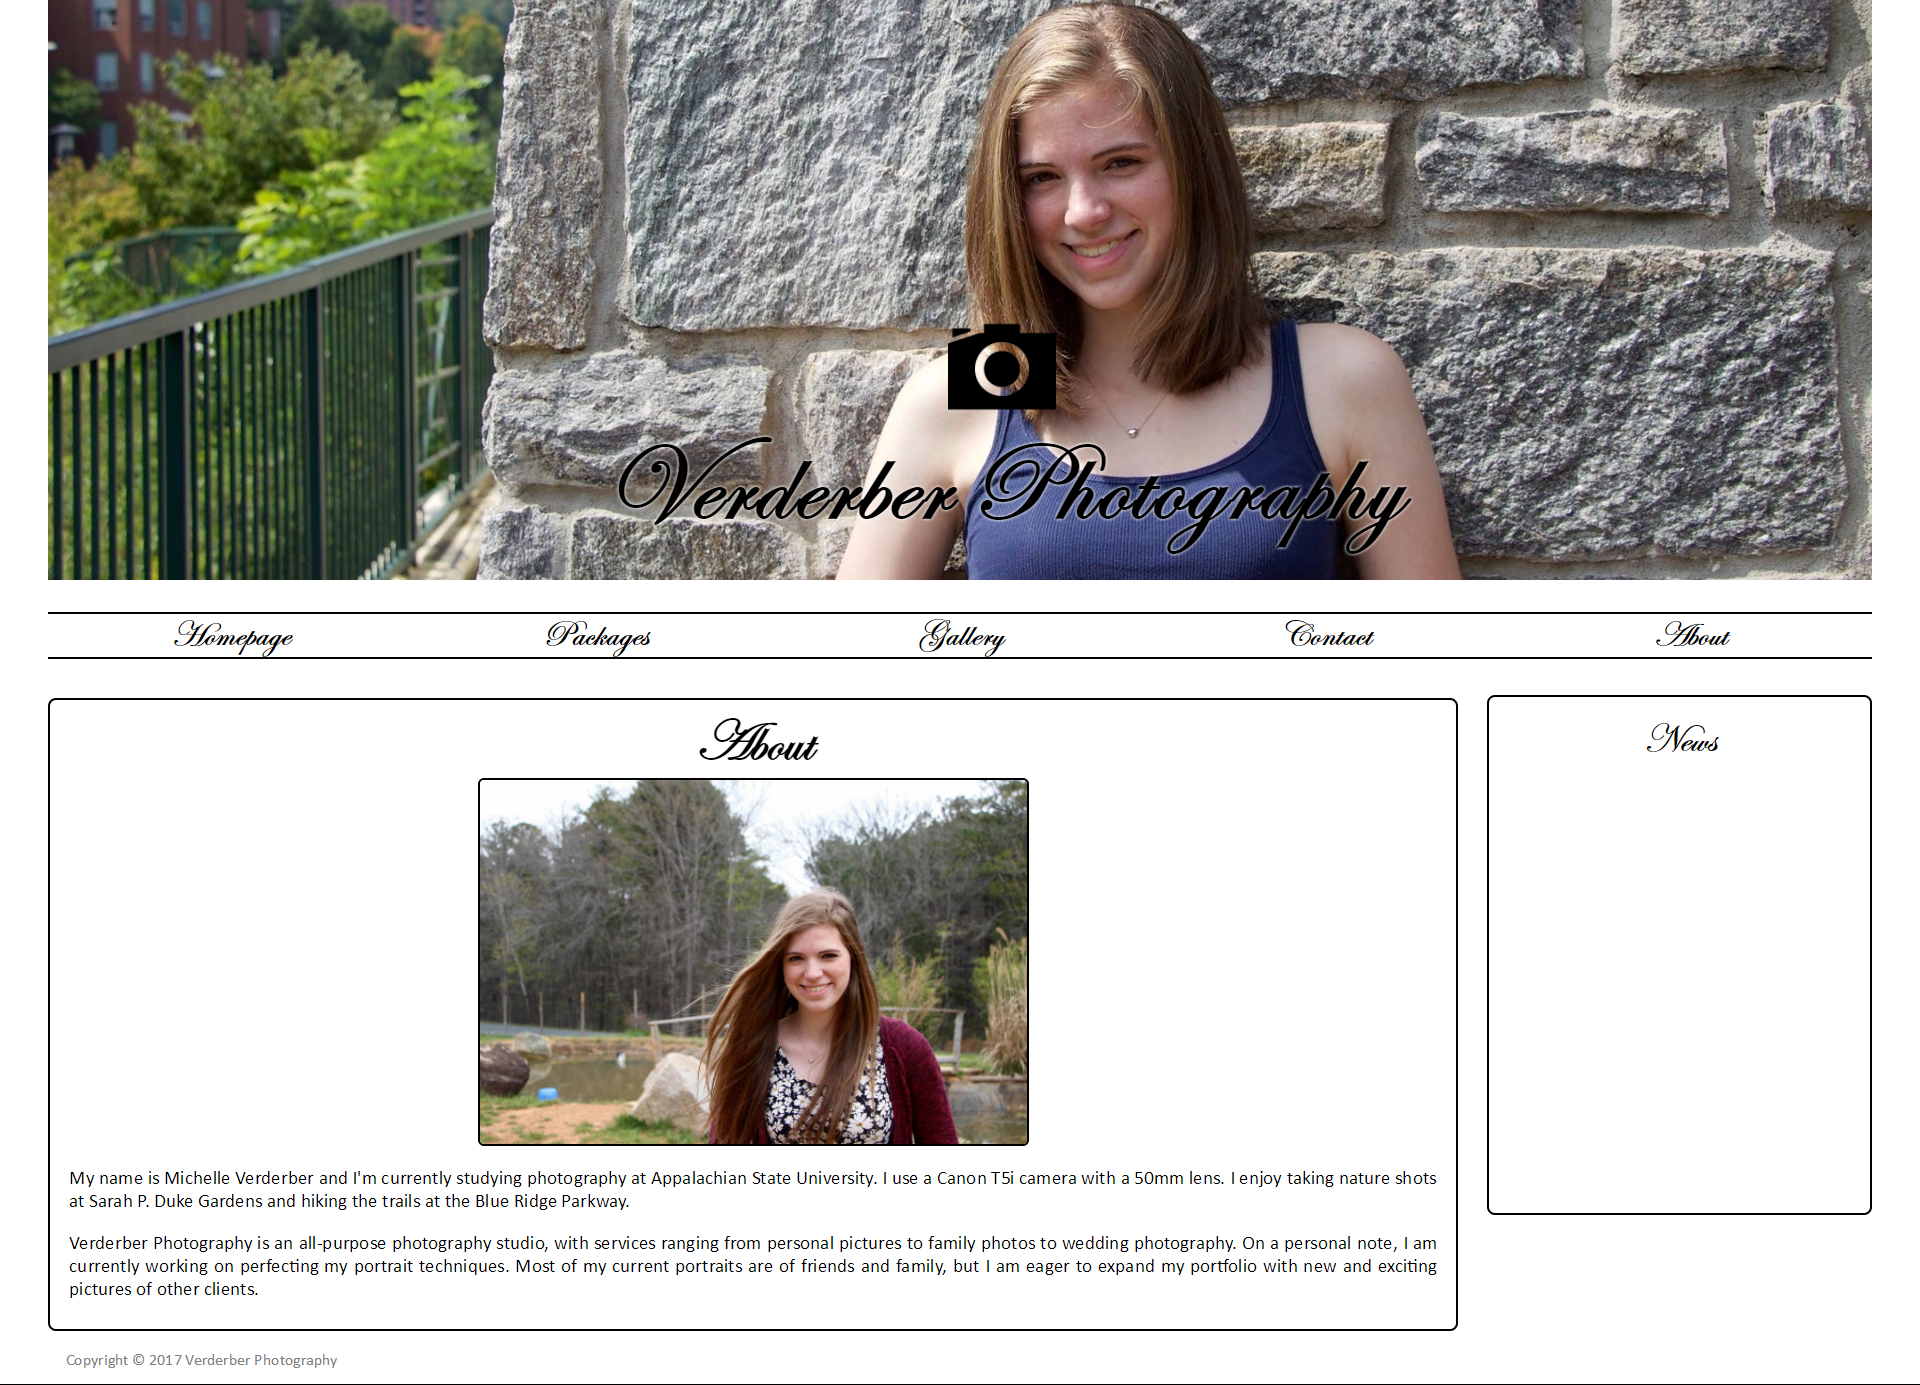 Verderber Photography
Homepage Packages Gallery Contact About
About
News
My name is Michelle Verderber and I'm currently studying photography at Appalachian State University. I use a Canon T5i camera with a 50mm lens. I enjoy taking nature shots
at Sarah P. Duke Gardens and hiking the trails at the Blue Ridge Parkway.
Verderber Photography is an all-purpose photography studio, with services ranging from personal pictures to family photos to wedding photography. On a personal note, I am
currently working on perfecting my portrait techniques. Most of my current portraits are of friends and family, but I am eager to expand my portfolio with new and exciting
pictures of other clients.
Copyright © 2017 Verderber Photography